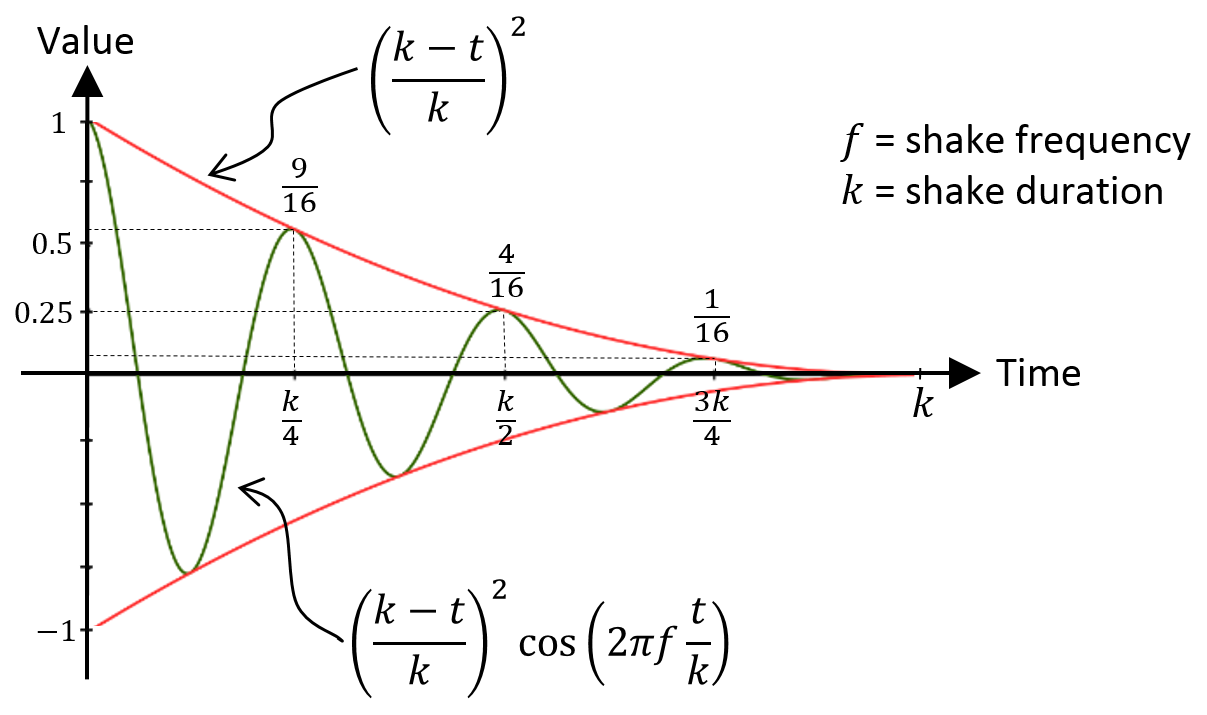 Value
((k − t)/k)²
1
f = shake frequency
k = shake duration
9/16
0.5
4/16
0.25
1/16
Time
k/4
k/2
3k/4
k
−1
((k − t)/k)² cos(2πf t/k)